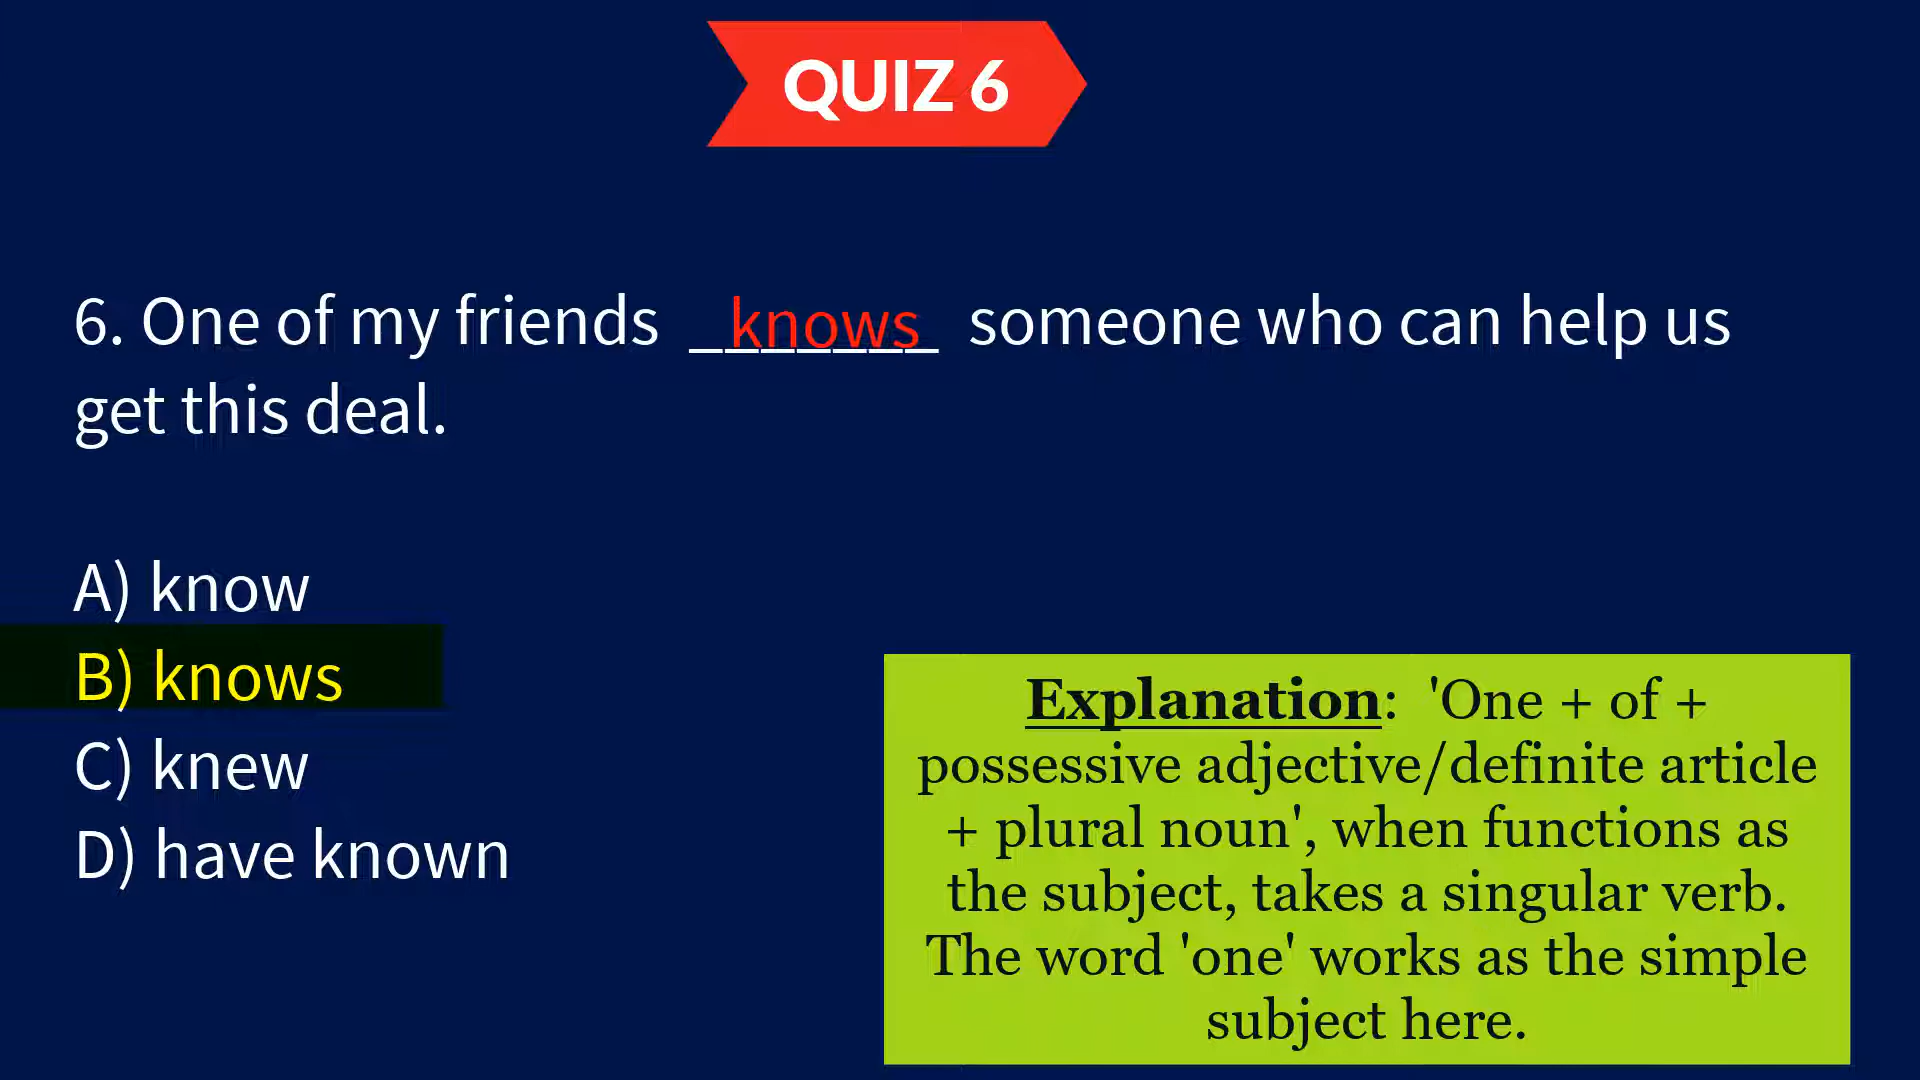 QUIZ 6
6. One of my friends _knows_ someone who can help us
get this deal.
A) know
B) knows
C) knew
D) have known
Explanation: 'One + of +
possessive adjective/definite article
+ plural noun', when functions as
the subject, takes a singular verb.
The word 'one' works as the simple
subject here.